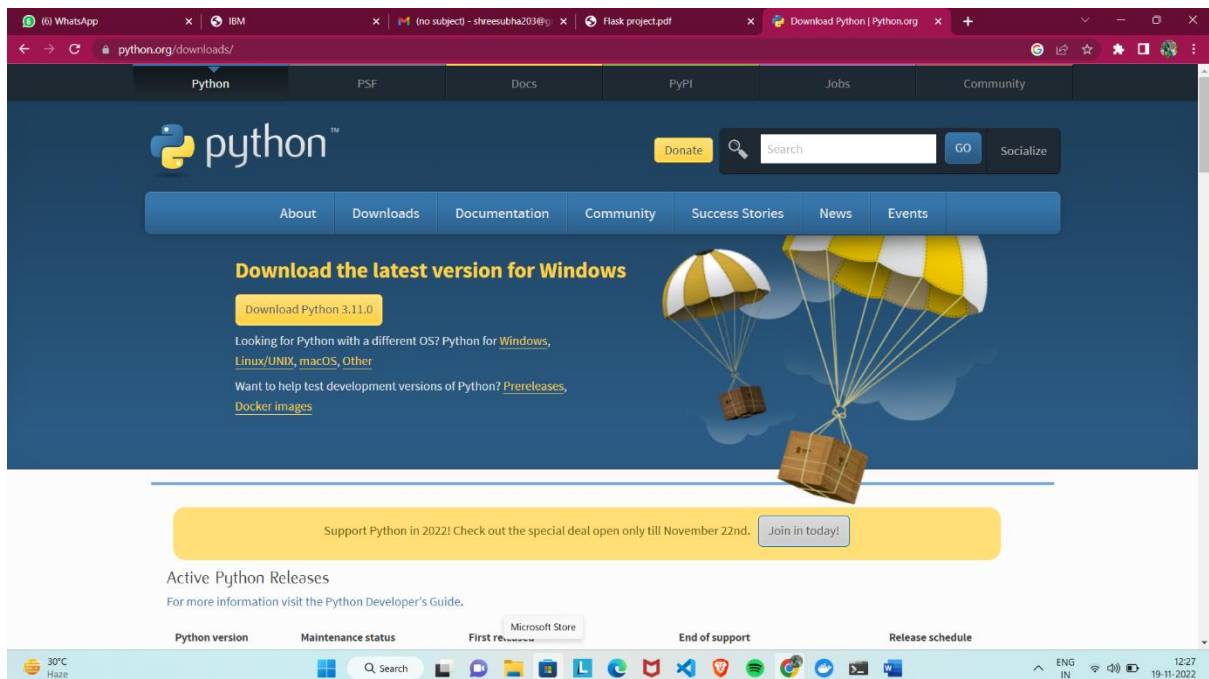 (6) WhatsApp
IBM
(no subject) - shreesubha203@g
Flask project.pdf
Download Python | Python.org
python.org/downloads/
Python
PSF
Docs
PyPI
Jobs
Community
python™
Donate
Search
GO
Socialize
About
Downloads
Documentation
Community
Success Stories
News
Events
Download the latest version for Windows
Download Python 3.11.0
Looking for Python with a different OS? Python for Windows,
Linux/UNIX, macOS, Other
Want to help test development versions of Python? Prereleases,
Docker images
Support Python in 2022! Check out the special deal open only till November 22nd.
Join in today!
Active Python Releases
For more information visit the Python Developer's Guide.
Microsoft Store
Python version
Maintenance status
First released
End of support
Release schedule
30°C
Haze
Search
ENG
IN
12:27
19-11-2022